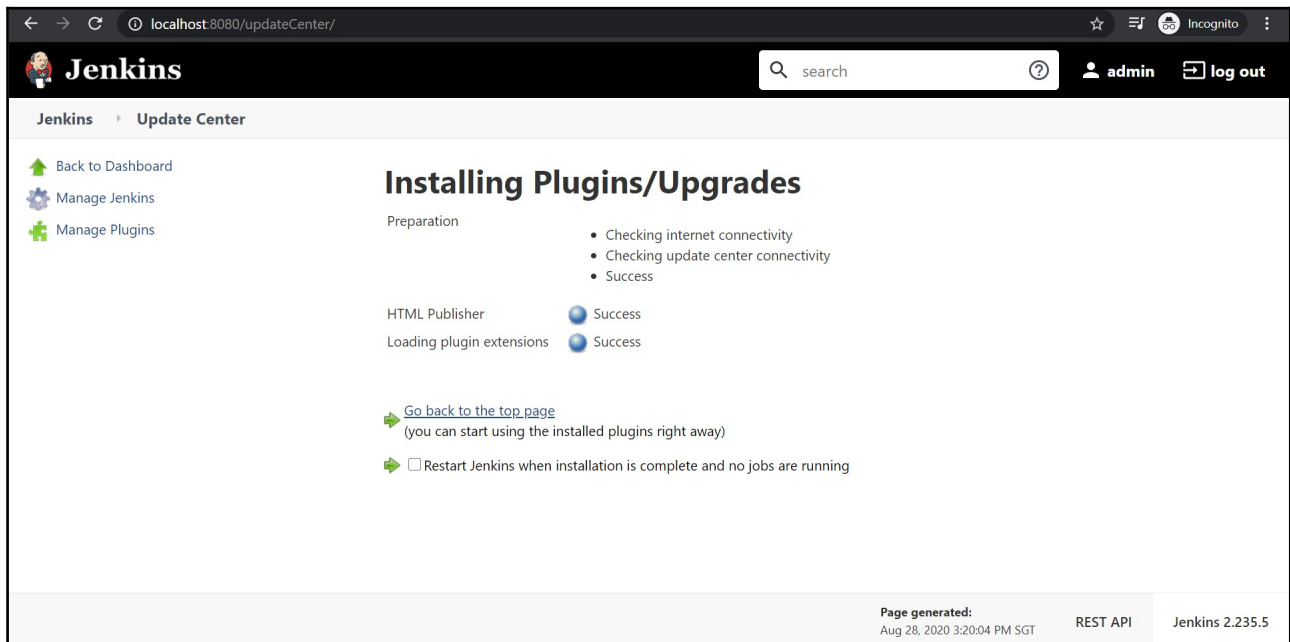 localhost:8080/updateCenter/
Incognito
Jenkins
search
admin
log out
Jenkins
Update Center
Back to Dashboard
Manage Jenkins
Manage Plugins
Installing Plugins/Upgrades
Preparation
Checking internet connectivity
Checking update center connectivity
Success
HTML Publisher Success
Loading plugin extensions Success
Go back to the top page
(you can start using the installed plugins right away)
Restart Jenkins when installation is complete and no jobs are running
Page generated:
Aug 28, 2020 3:20:04 PM SGT
REST API
Jenkins 2.235.5